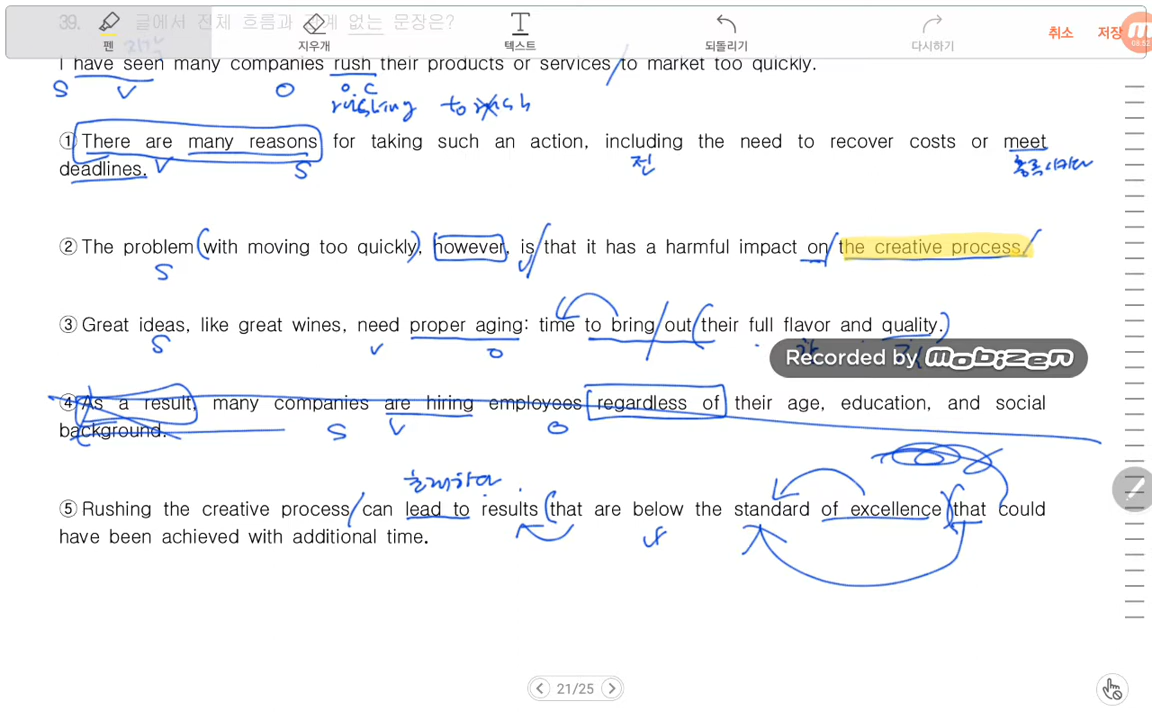 39. 글에서 전체 흐름과 관계 없는 문장은?
펜 지우개 텍스트 되돌리기 다시하기 취소 저장
03:52
I have seen many companies rush their products or services to market too quickly.
S V O O.C
rushing to rush
① There are many reasons for taking such an action, including the need to recover costs or meet
deadlines. V S 전 충족시키다
② The problem (with moving too quickly), however, is that it has a harmful impact on the creative process.
S V
③ Great ideas, like great wines, need proper aging: time to bring out (their full flavor and quality.)
S V O
Recorded by mobizen
④ As a result, many companies are hiring employees regardless of their age, education, and social
background. S V O
초래하다
⑤ Rushing the creative process can lead to results (that are below the standard of excellence) that could
have been achieved with additional time.
21/25